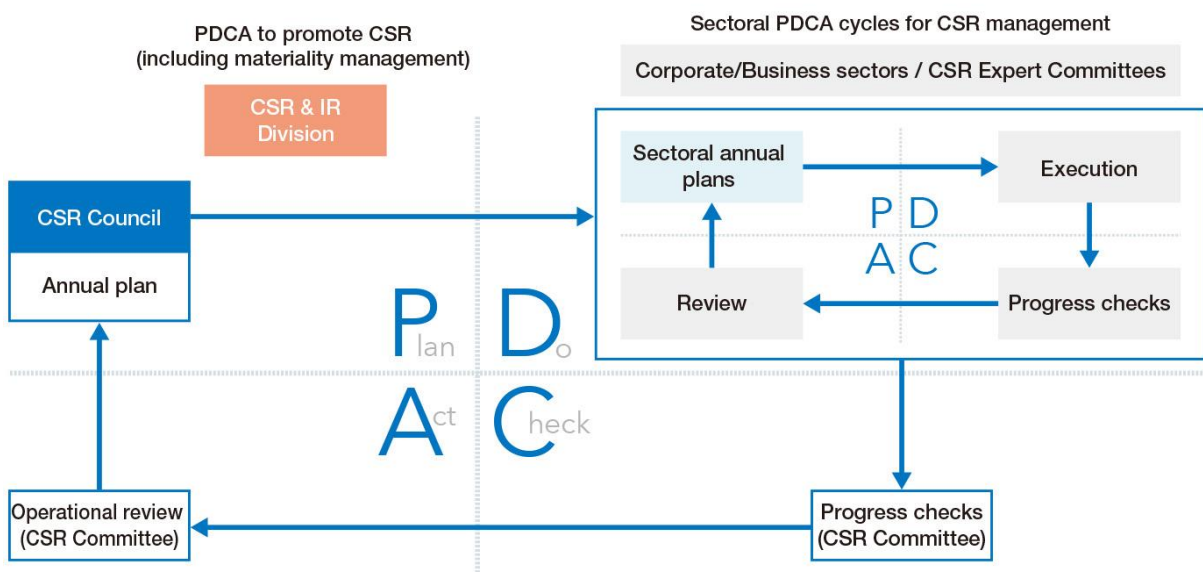 PDCA to promote CSR
(including materiality management)
CSR & IR
Division
Sectoral PDCA cycles for CSR management
Corporate/Business sectors / CSR Expert Committees
CSR Council
Annual plan
Sectoral annual
plans
Execution
P D
A C
Review
Progress checks
Plan Do
Act Check
Operational review
(CSR Committee)
Progress checks
(CSR Committee)